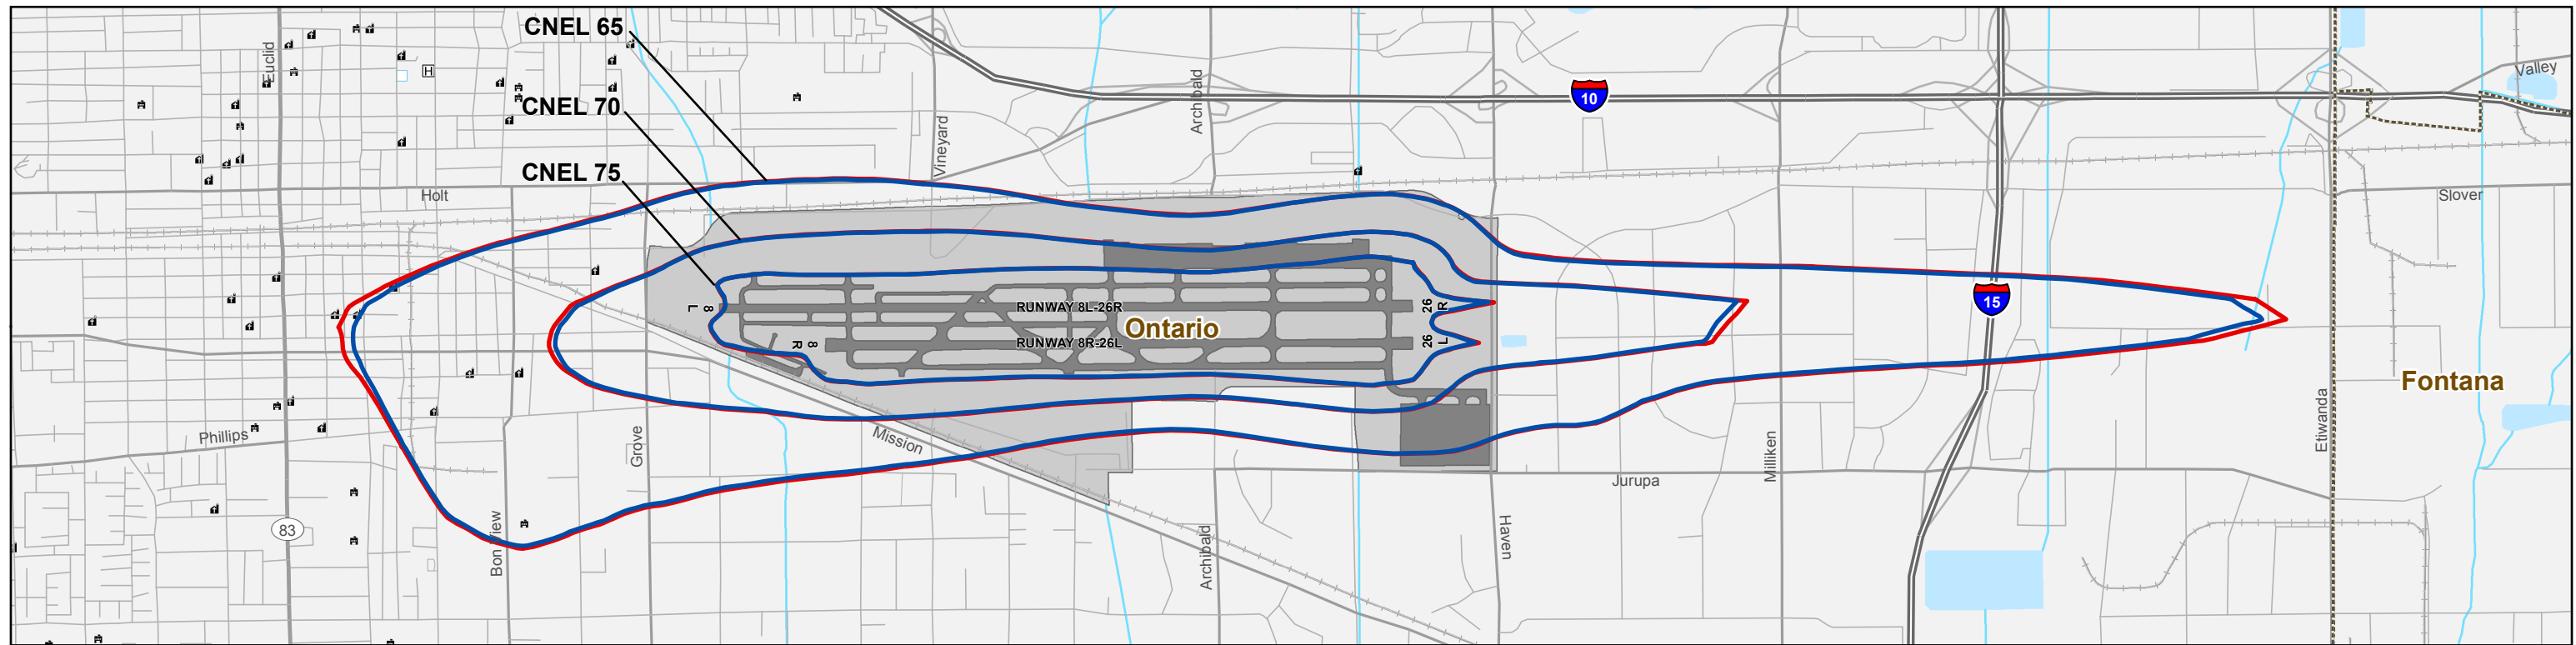 CNEL 65
CNEL 70
CNEL 75
Euclid
H
Vineyard
Archibald
10
Valley
Holt
Slover
RUNWAY 8L-26R
RUNWAY 8R-26L
Ontario
8
L
8
R
26
R
26
L
15
Fontana
Phillips
Grove
Mission
Bon View
83
Archibald
Haven
Jurupa
Milliken
Etiwanda